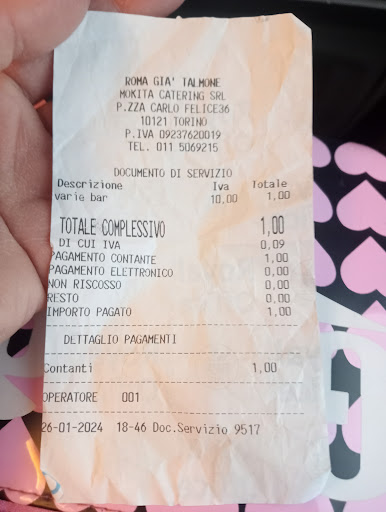 ROMA GIA' TALMONE
MOKITA CATERING SRL
P.ZZA CARLO FELICE36
10121 TORINO
P.IVA 09237620019
TEL. 011 5069215
DOCUMENTO DI SERVIZIO
Descrizione Iva Totale
varie bar 10,00 1,00
TOTALE COMPLESSIVO 1,00
DI CUI IVA 0,09
PAGAMENTO CONTANTE 1,00
PAGAMENTO ELETTRONICO 0,00
NON RISCOSSO 0,00
RESTO 0,00
IMPORTO PAGATO 1,00
DETTAGLIO PAGAMENTI
Contanti 1,00
OPERATORE 001
26-01-2024 18-46 Doc.Servizio 9517